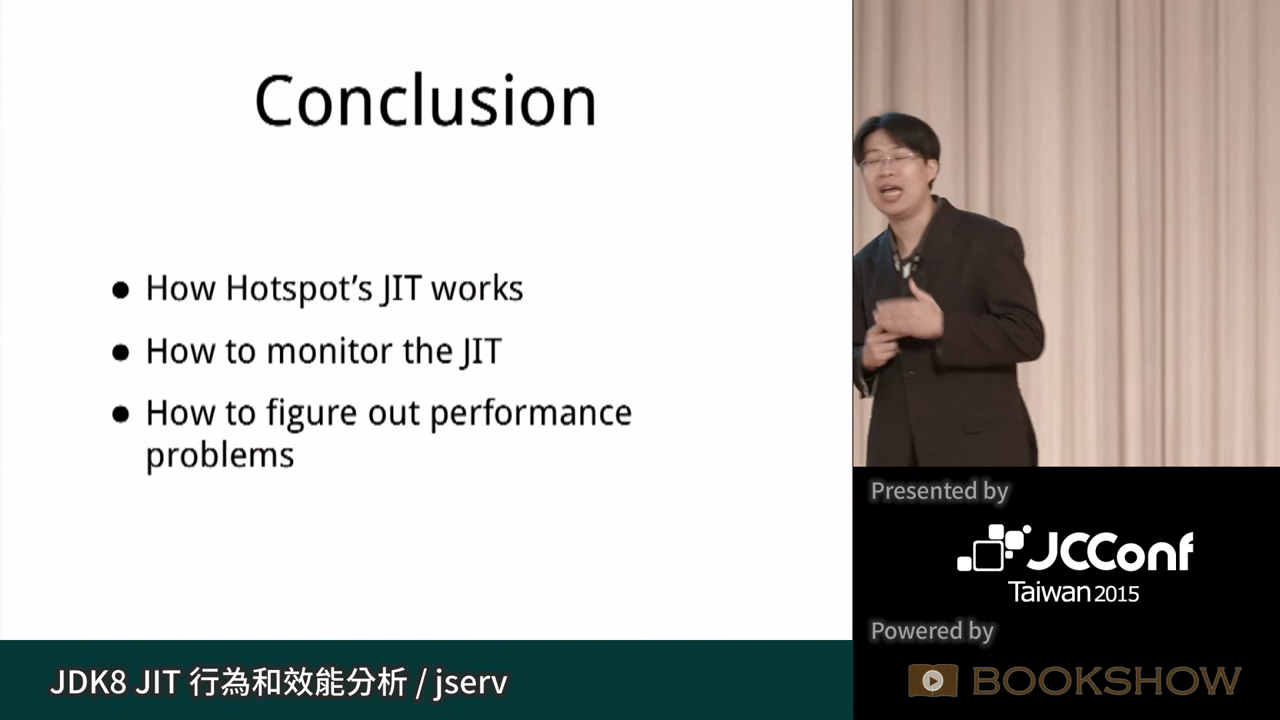 Conclusion
● How Hotspot's JIT works
● How to monitor the JIT
● How to figure out performance
problems
JDK8 JIT 行為和效能分析 / jserv
Presented by
JCConf
Taiwan 2015
Powered by
BOOKSHOW